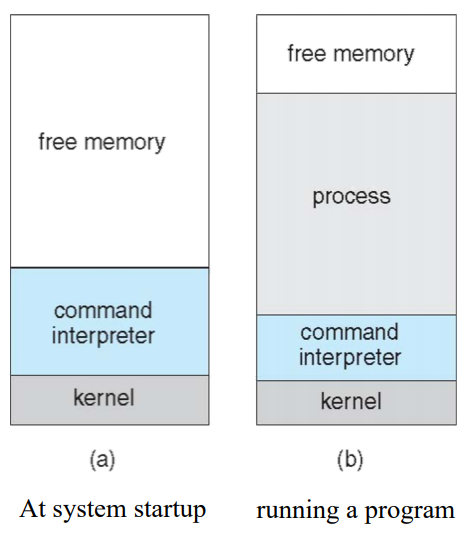 free memory
command
interpreter
kernel
(a)
At system startup
free memory
process
command
interpreter
kernel
(b)
running a program